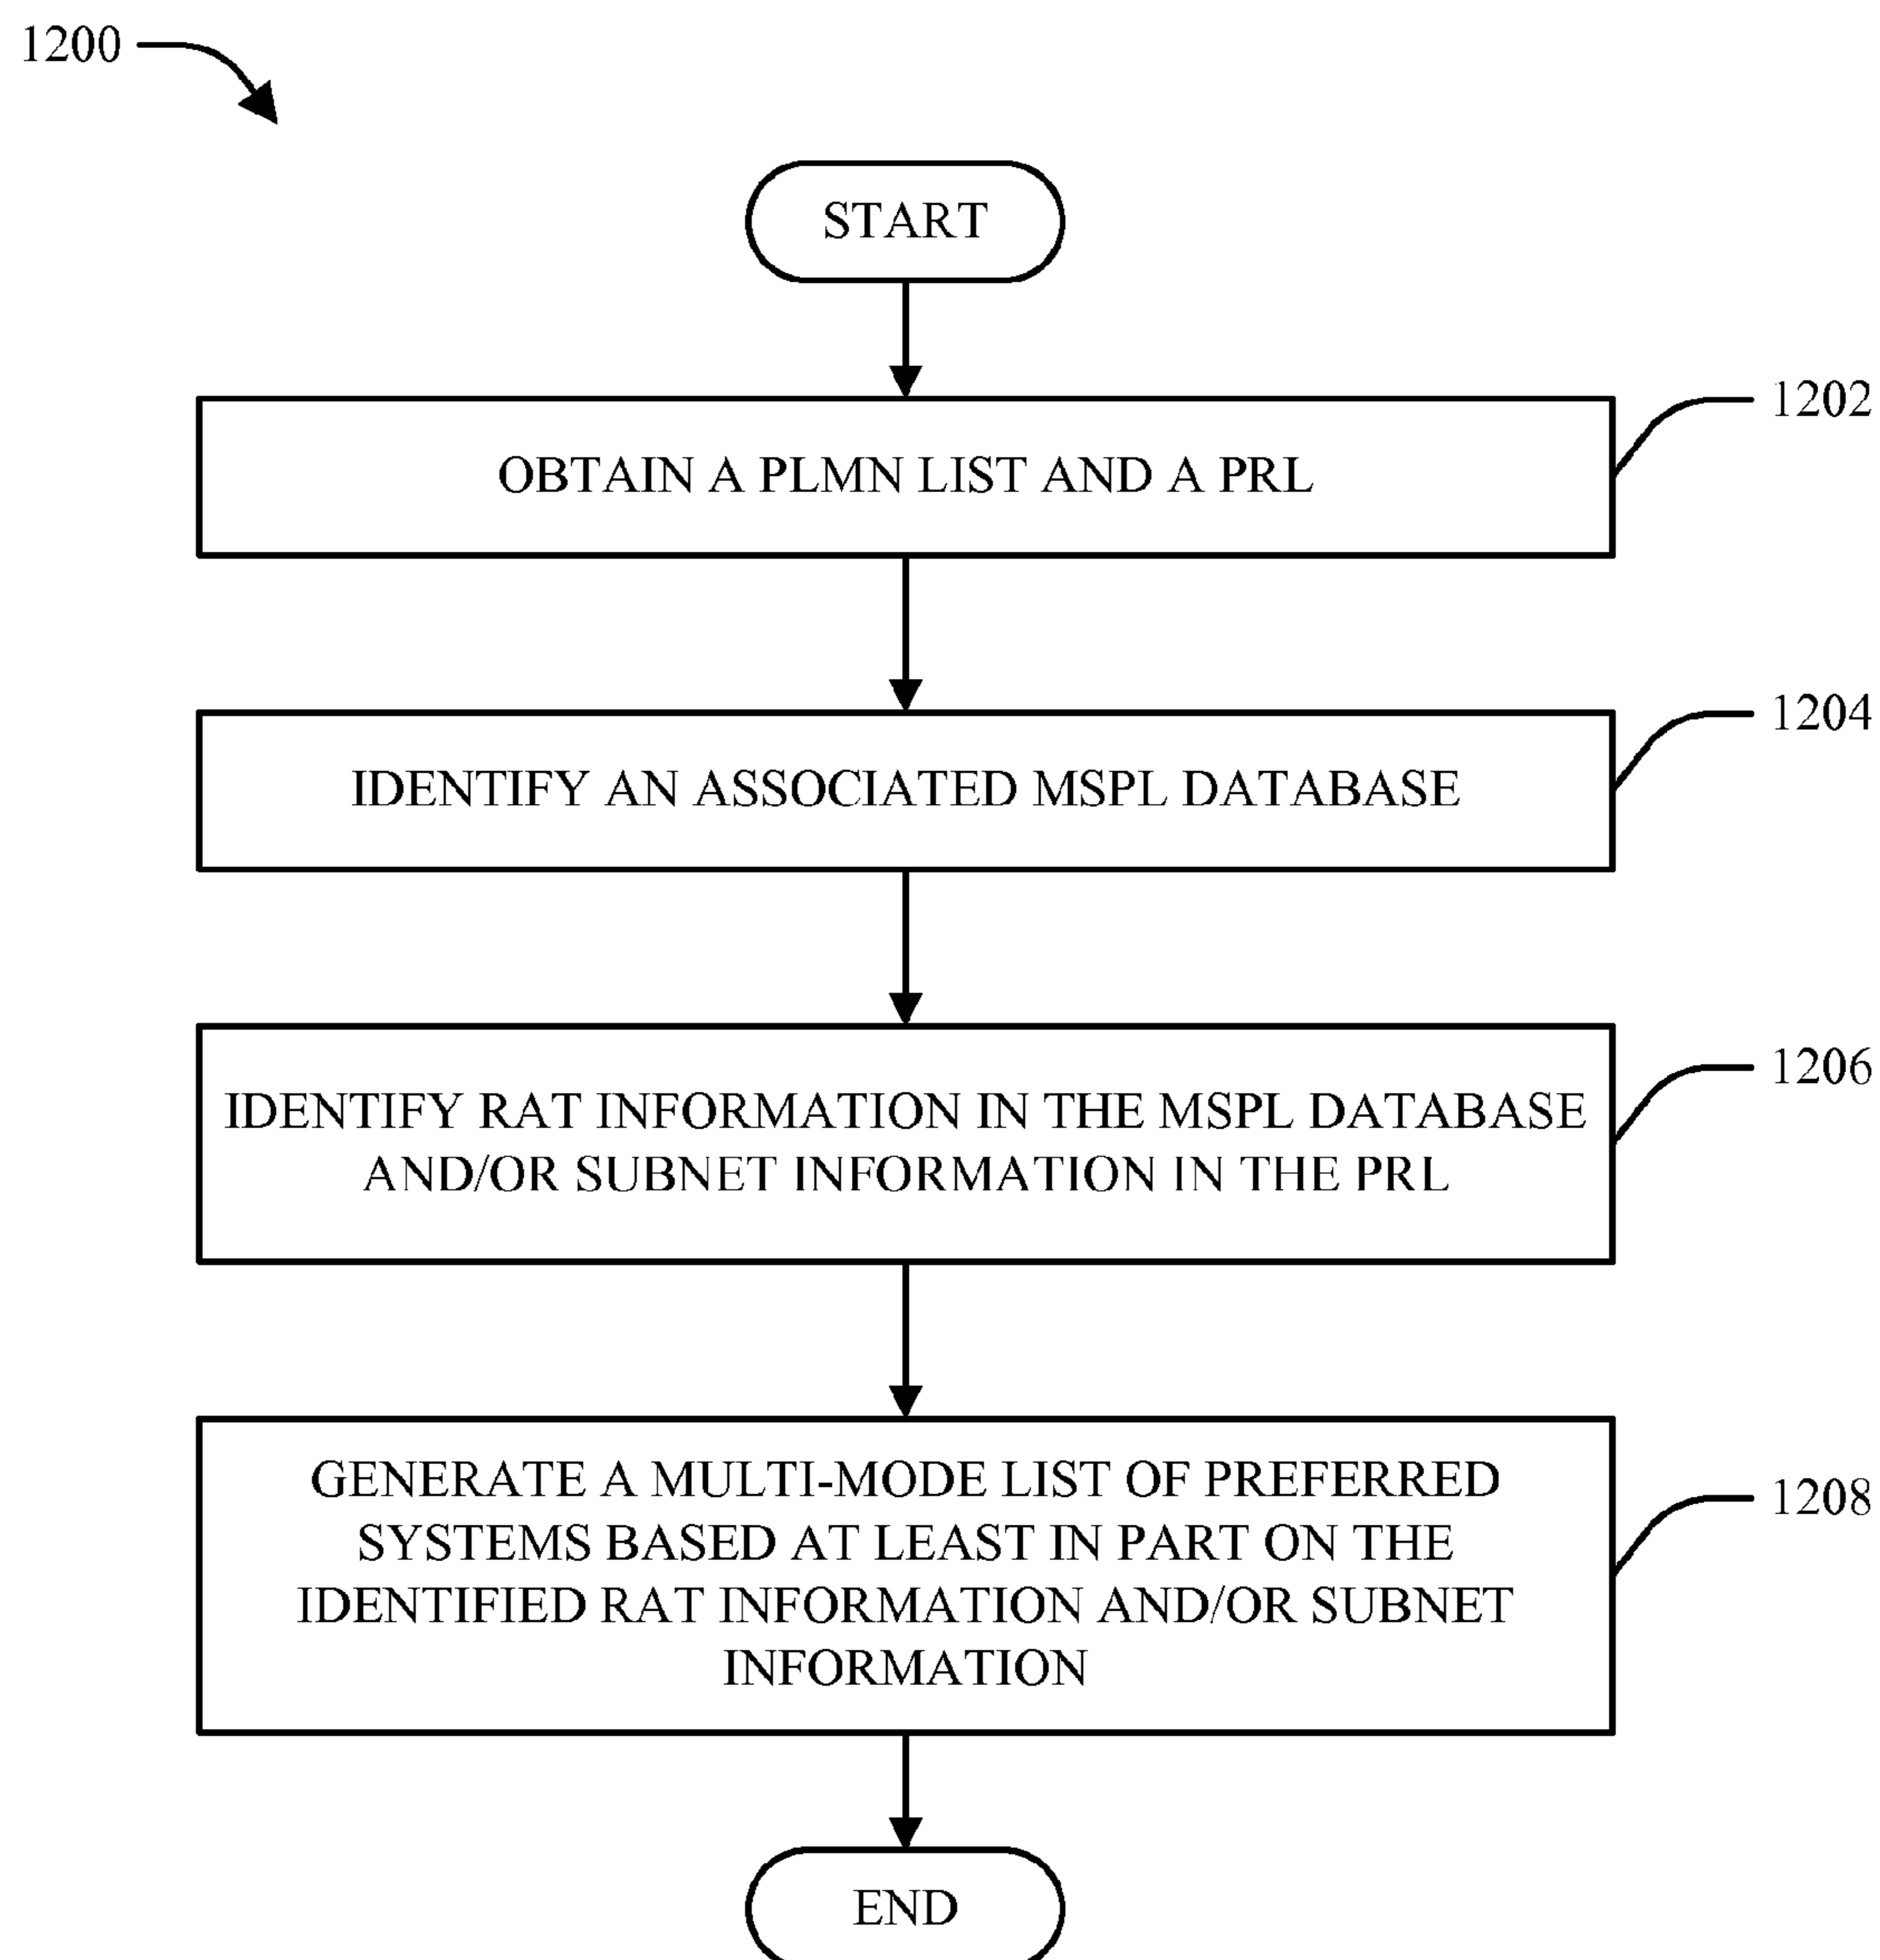 1200
START
OBTAIN A PLMN LIST AND A PRL
1202
IDENTIFY AN ASSOCIATED MSPL DATABASE
1204
IDENTIFY RAT INFORMATION IN THE MSPL DATABASE
AND/OR SUBNET INFORMATION IN THE PRL
1206
GENERATE A MULTI-MODE LIST OF PREFERRED
SYSTEMS BASED AT LEAST IN PART ON THE
IDENTIFIED RAT INFORMATION AND/OR SUBNET
INFORMATION
1208
END